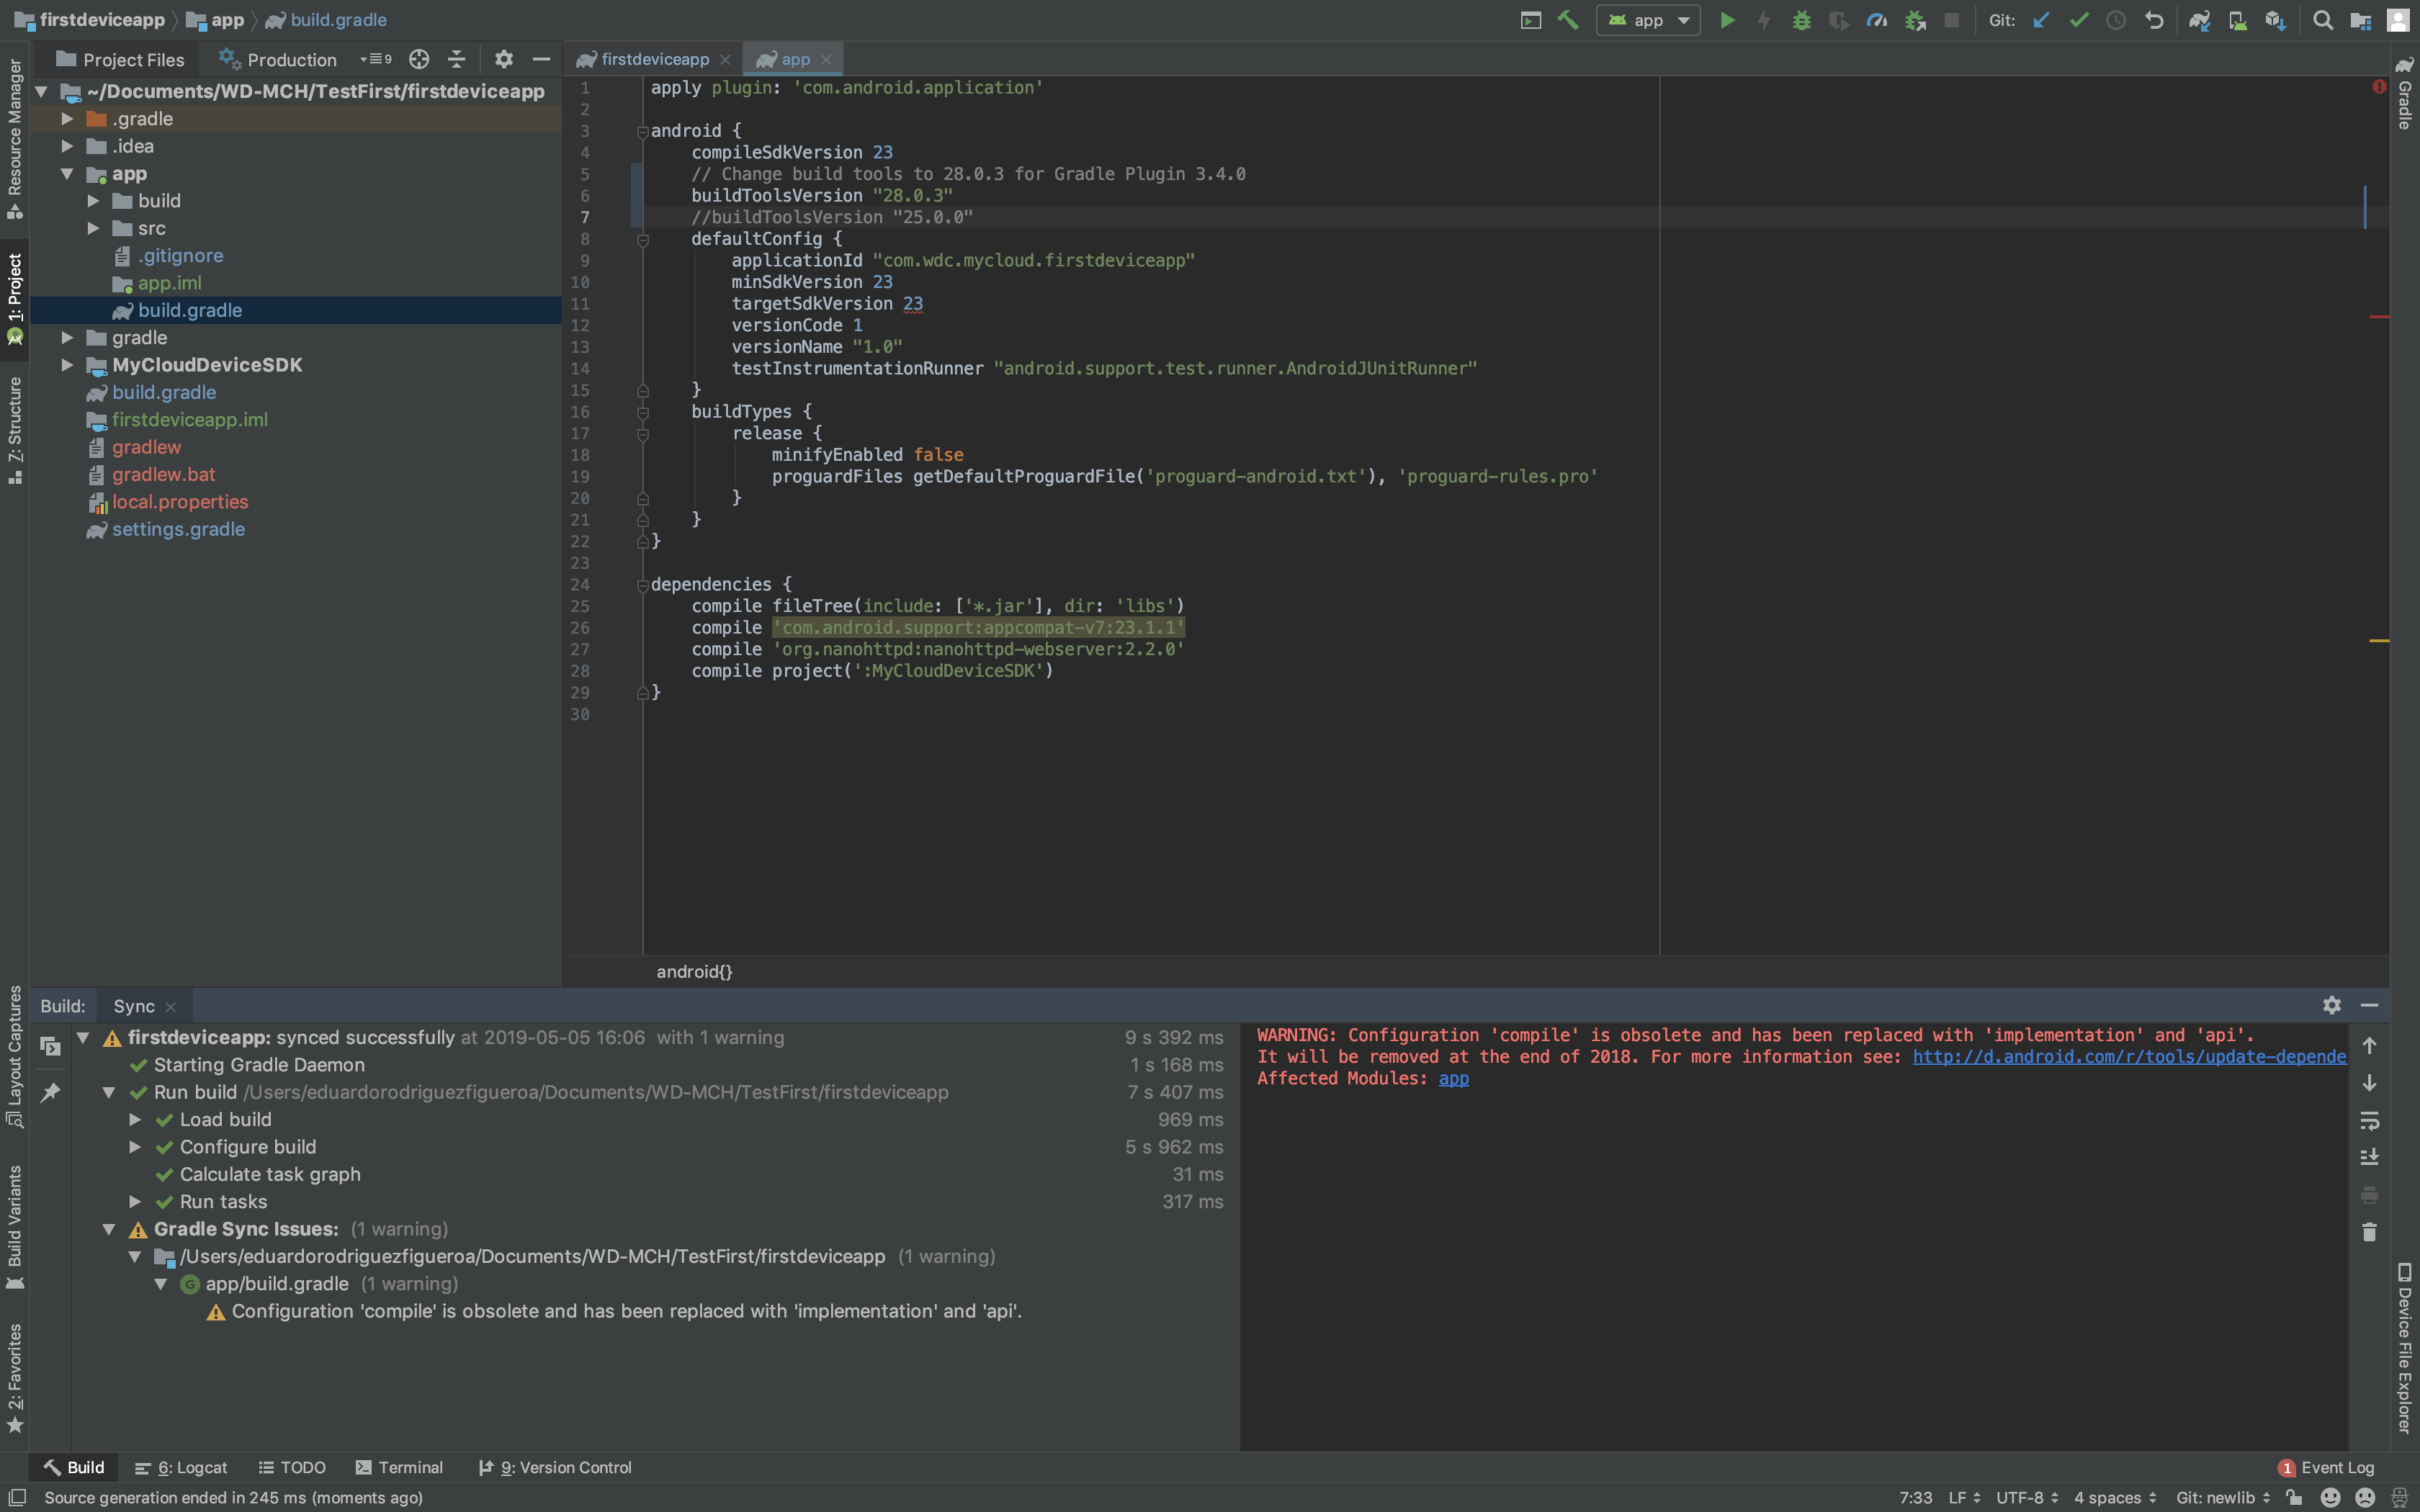 firstdeviceapp app build.gradle
app
Git:
Project Files Production 9
firstdeviceapp app
~/Documents/WD-MCH/TestFirst/firstdeviceapp
.gradle
.idea
app
build
src
.gitignore
app.iml
build.gradle
gradle
MyCloudDeviceSDK
build.gradle
firstdeviceapp.iml
gradlew
gradlew.bat
local.properties
settings.gradle
1 apply plugin: 'com.android.application'
2
3 android {
4 compileSdkVersion 23
5 // Change build tools to 28.0.3 for Gradle Plugin 3.4.0
6 buildToolsVersion "28.0.3"
7 //buildToolsVersion "25.0.0"
8 defaultConfig {
9 applicationId "com.wdc.mycloud.firstdeviceapp"
10 minSdkVersion 23
11 targetSdkVersion 23
12 versionCode 1
13 versionName "1.0"
14 testInstrumentationRunner "android.support.test.runner.AndroidJUnitRunner"
15 }
16 buildTypes {
17 release {
18 minifyEnabled false
19 proguardFiles getDefaultProguardFile('proguard-android.txt'), 'proguard-rules.pro'
20 }
21 }
22 }
23
24 dependencies {
25 compile fileTree(include: ['*.jar'], dir: 'libs')
26 compile 'com.android.support:appcompat-v7:23.1.1'
27 compile 'org.nanohttpd:nanohttpd-webserver:2.2.0'
28 compile project(':MyCloudDeviceSDK')
29 }
30
android{}
Resource Manager
1: Project
7: Structure
Layout Captures
Build Variants
2: Favorites
Gradle
Device File Explorer
Build: Sync
firstdeviceapp: synced successfully at 2019-05-05 16:06 with 1 warning 9 s 392 ms
Starting Gradle Daemon 1 s 168 ms
Run build /Users/eduardorodriguezfigueroa/Documents/WD-MCH/TestFirst/firstdeviceapp 7 s 407 ms
Load build 969 ms
Configure build 5 s 962 ms
Calculate task graph 31 ms
Run tasks 317 ms
Gradle Sync Issues: (1 warning)
/Users/eduardorodriguezfigueroa/Documents/WD-MCH/TestFirst/firstdeviceapp (1 warning)
G app/build.gradle (1 warning)
Configuration 'compile' is obsolete and has been replaced with 'implementation' and 'api'.
WARNING: Configuration 'compile' is obsolete and has been replaced with 'implementation' and 'api'.
It will be removed at the end of 2018. For more information see: http://d.android.com/r/tools/update-depende
Affected Modules: app
Build 6: Logcat TODO Terminal 9: Version Control 1 Event Log
Source generation ended in 245 ms (moments ago) 7:33 LF UTF-8 4 spaces Git: newlib